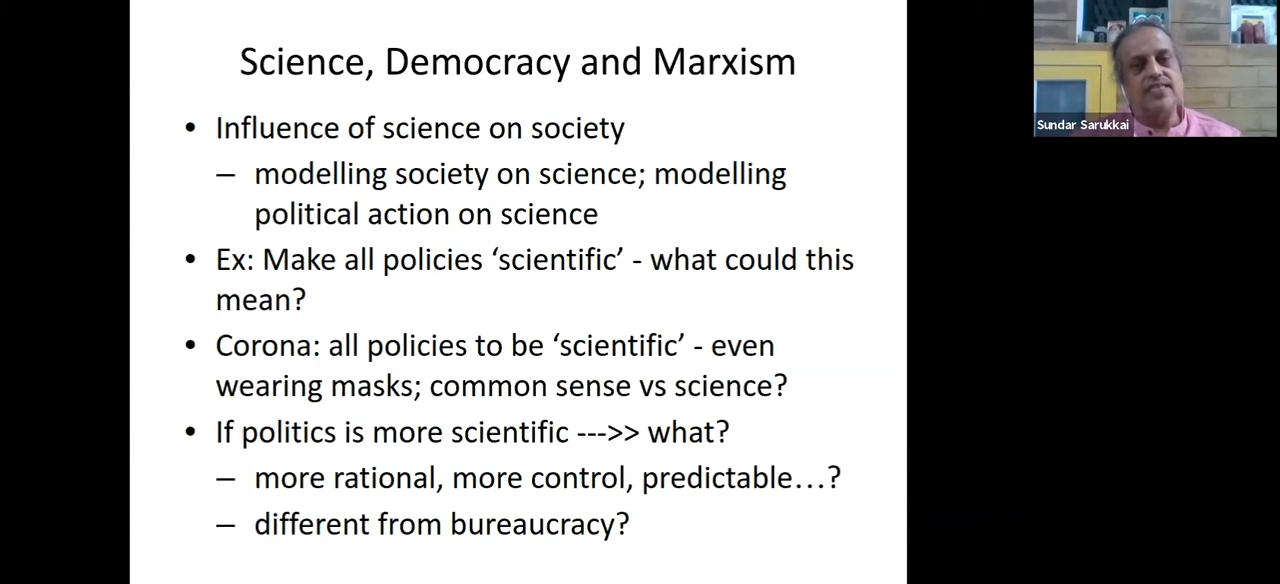 Science, Democracy and Marxism
• Influence of science on society
– modelling society on science; modelling
political action on science
• Ex: Make all policies ‘scientific’ - what could this
mean?
• Corona: all policies to be ‘scientific’ - even
wearing masks; common sense vs science?
• If politics is more scientific --->> what?
– more rational, more control, predictable…?
– different from bureaucracy?
Sundar Sarukkai